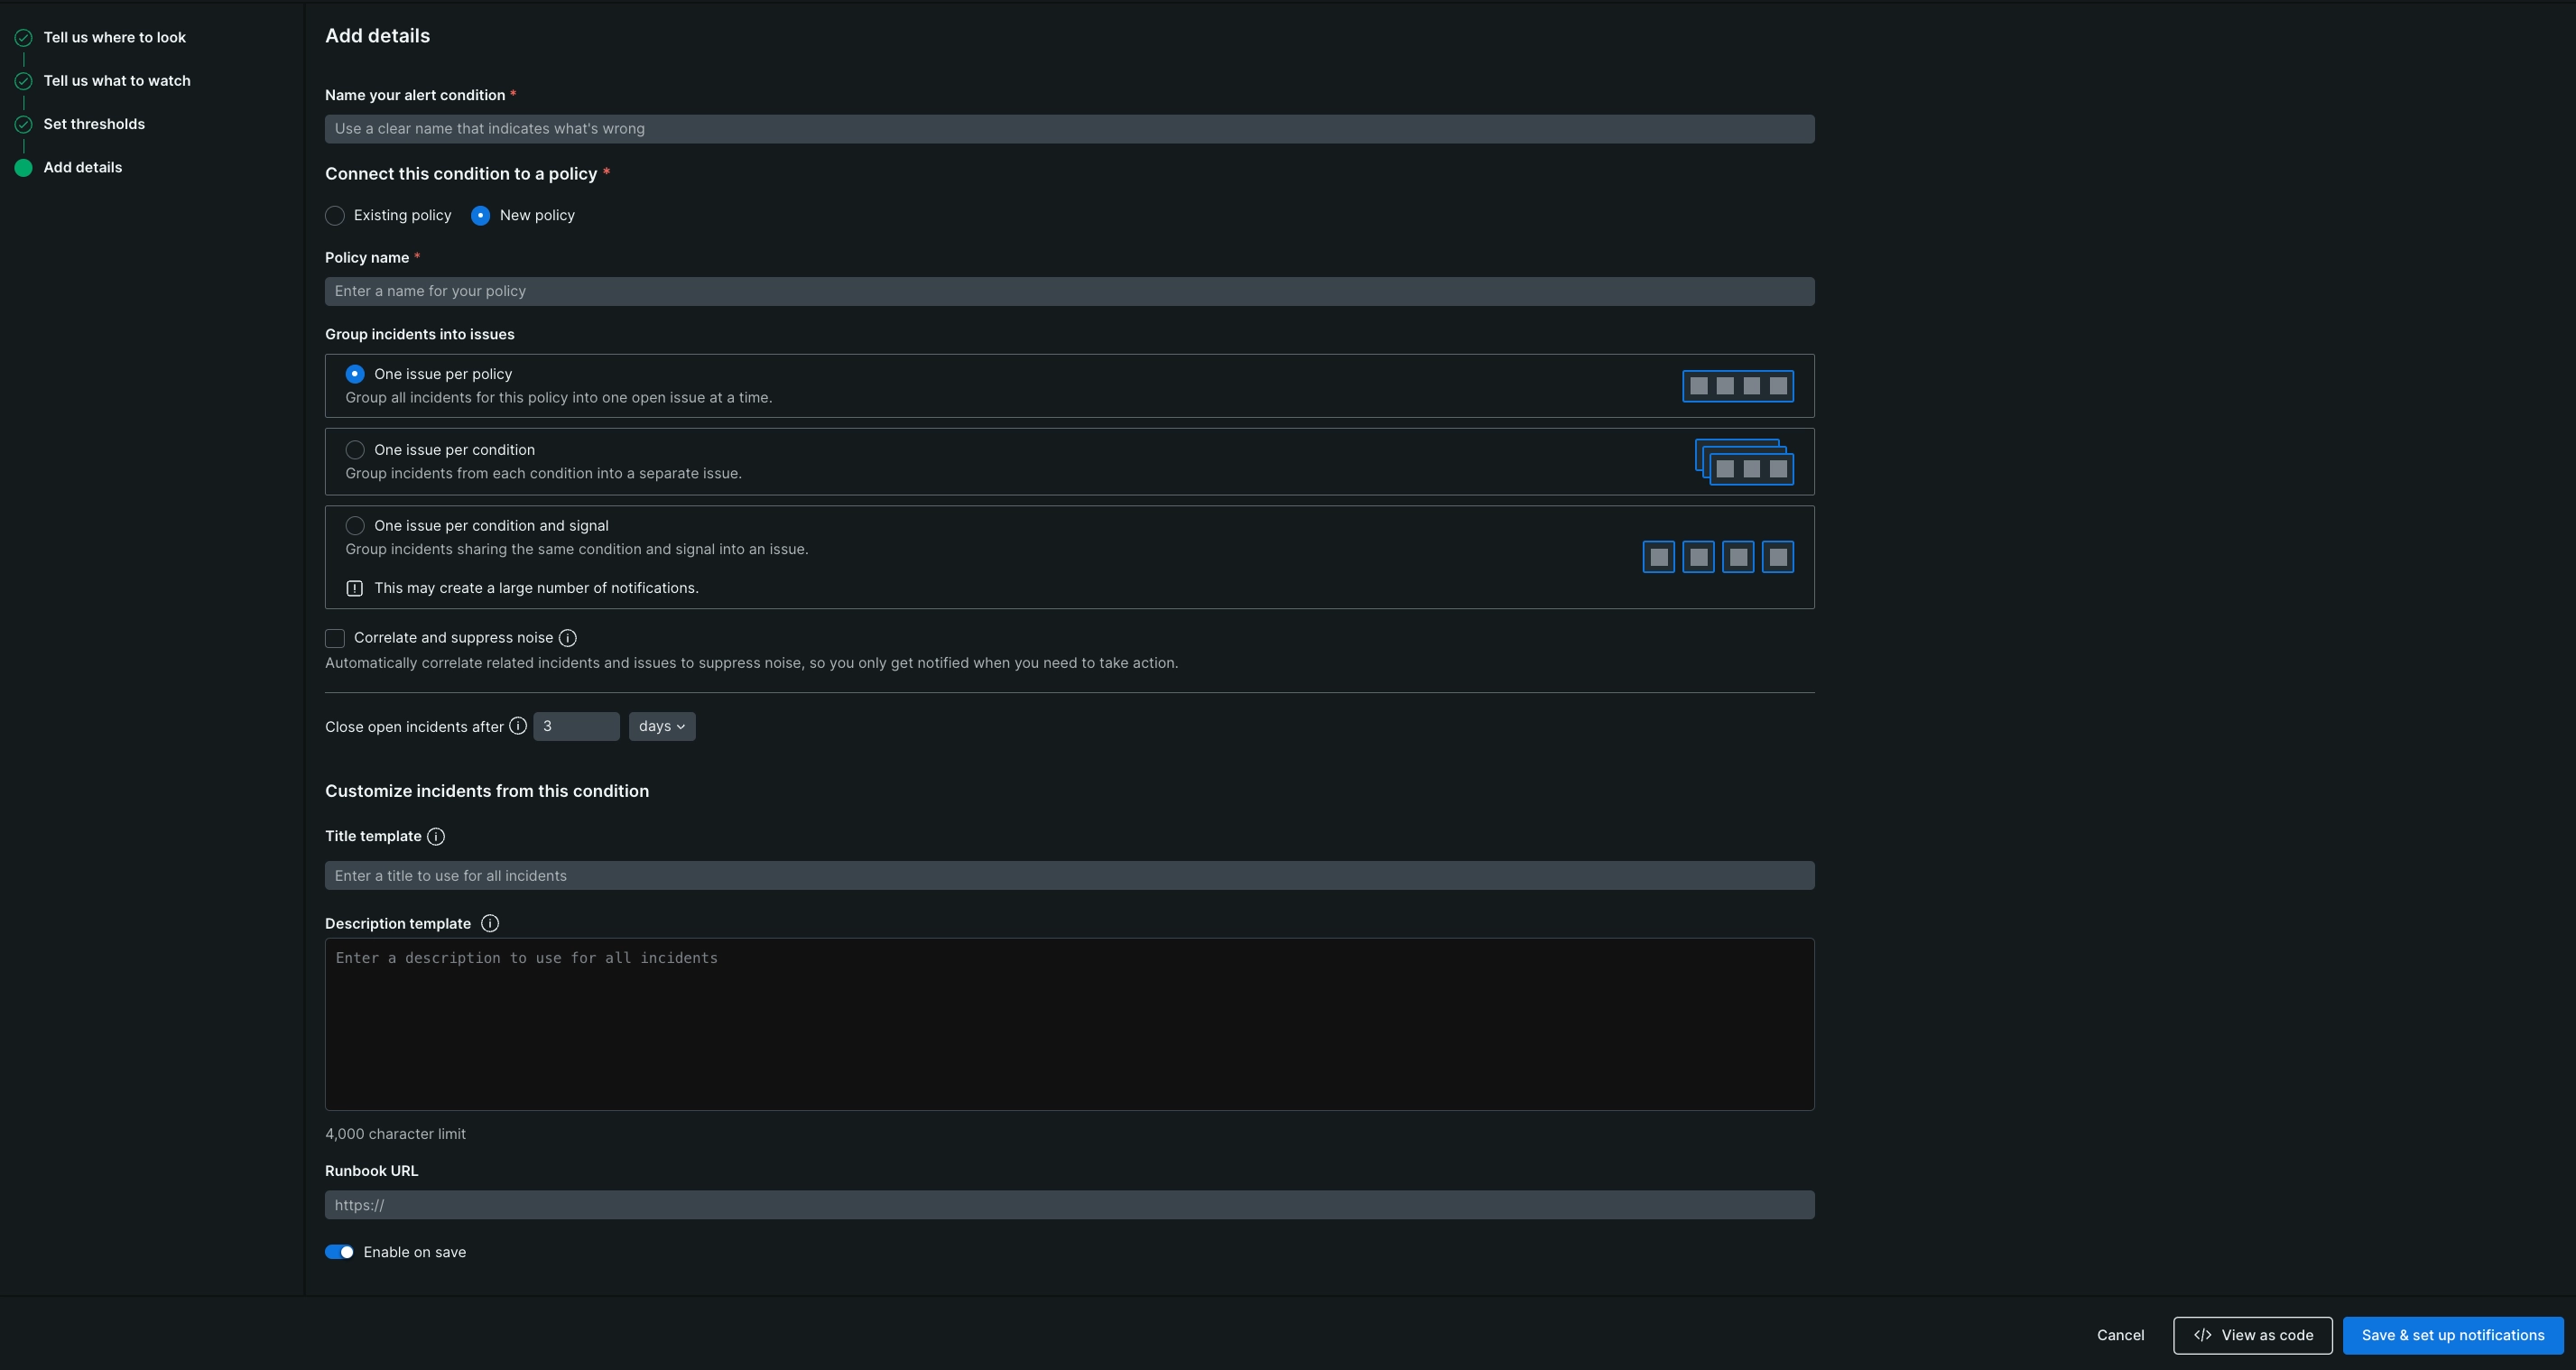 Tell us where to look
Tell us what to watch
Set thresholds
Add details
Add details
Name your alert condition *
Use a clear name that indicates what's wrong
Connect this condition to a policy *
Existing policy New policy
Policy name *
Enter a name for your policy
Group incidents into issues
One issue per policy
Group all incidents for this policy into one open issue at a time.
One issue per condition
Group incidents from each condition into a separate issue.
One issue per condition and signal
Group incidents sharing the same condition and signal into an issue.
This may create a large number of notifications.
Correlate and suppress noise
Automatically correlate related incidents and issues to suppress noise, so you only get notified when you need to take action.
Close open incidents after 3 days
Customize incidents from this condition
Title template
Enter a title to use for all incidents
Description template
Enter a description to use for all incidents
4,000 character limit
Runbook URL
https://
Enable on save
Cancel </> View as code Save & set up notifications